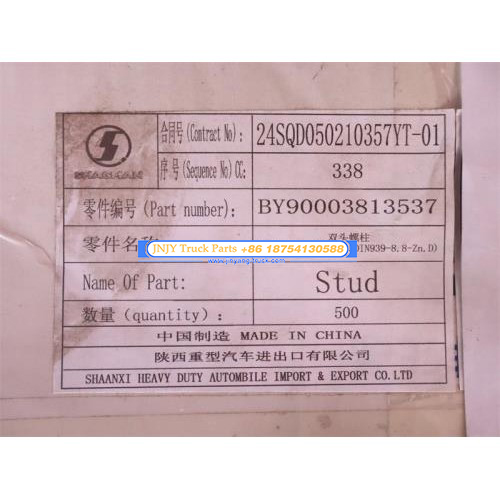 合同号(Contract No): 24SQD050210357YT-01
SHACMAN
序号(Sequence No) CC: 338
零件编号(Part number): BY90003813537
零件名称 双头螺柱
DIN939-8.8-Zn.D)
JNJY Truck Parts +86 18754130588
Name Of Part: Stud
数量(quantity): 500
中国制造 MADE IN CHINA
陕西重型汽车进出口有限公司
SHAANXI HEAVY DUTY AUTOMBILE IMPORT & EXPORT CO.LTD